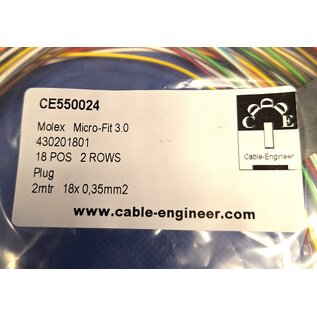 CE550024
Molex Micro-Fit 3.0
430201801
18 POS 2 ROWS
Plug
2mtr 18x 0,35mm2
C E
Cable-Engineer
www.cable-engineer.com